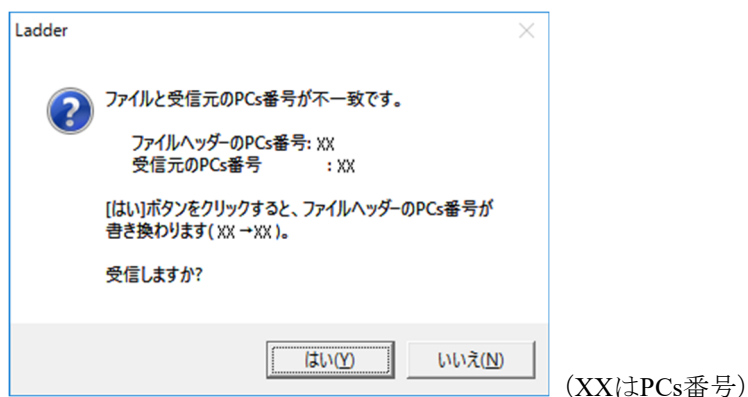 Ladder
ファイルと受信元のPCs番号が不一致です。
ファイルヘッダーのPCs番号: XX
受信元のPCs番号 : XX
[はい]ボタンをクリックすると、ファイルヘッダーのPCs番号が
書き換わります( XX →XX )。
受信しますか?
はい(Y) いいえ(N)
(XXはPCs番号)